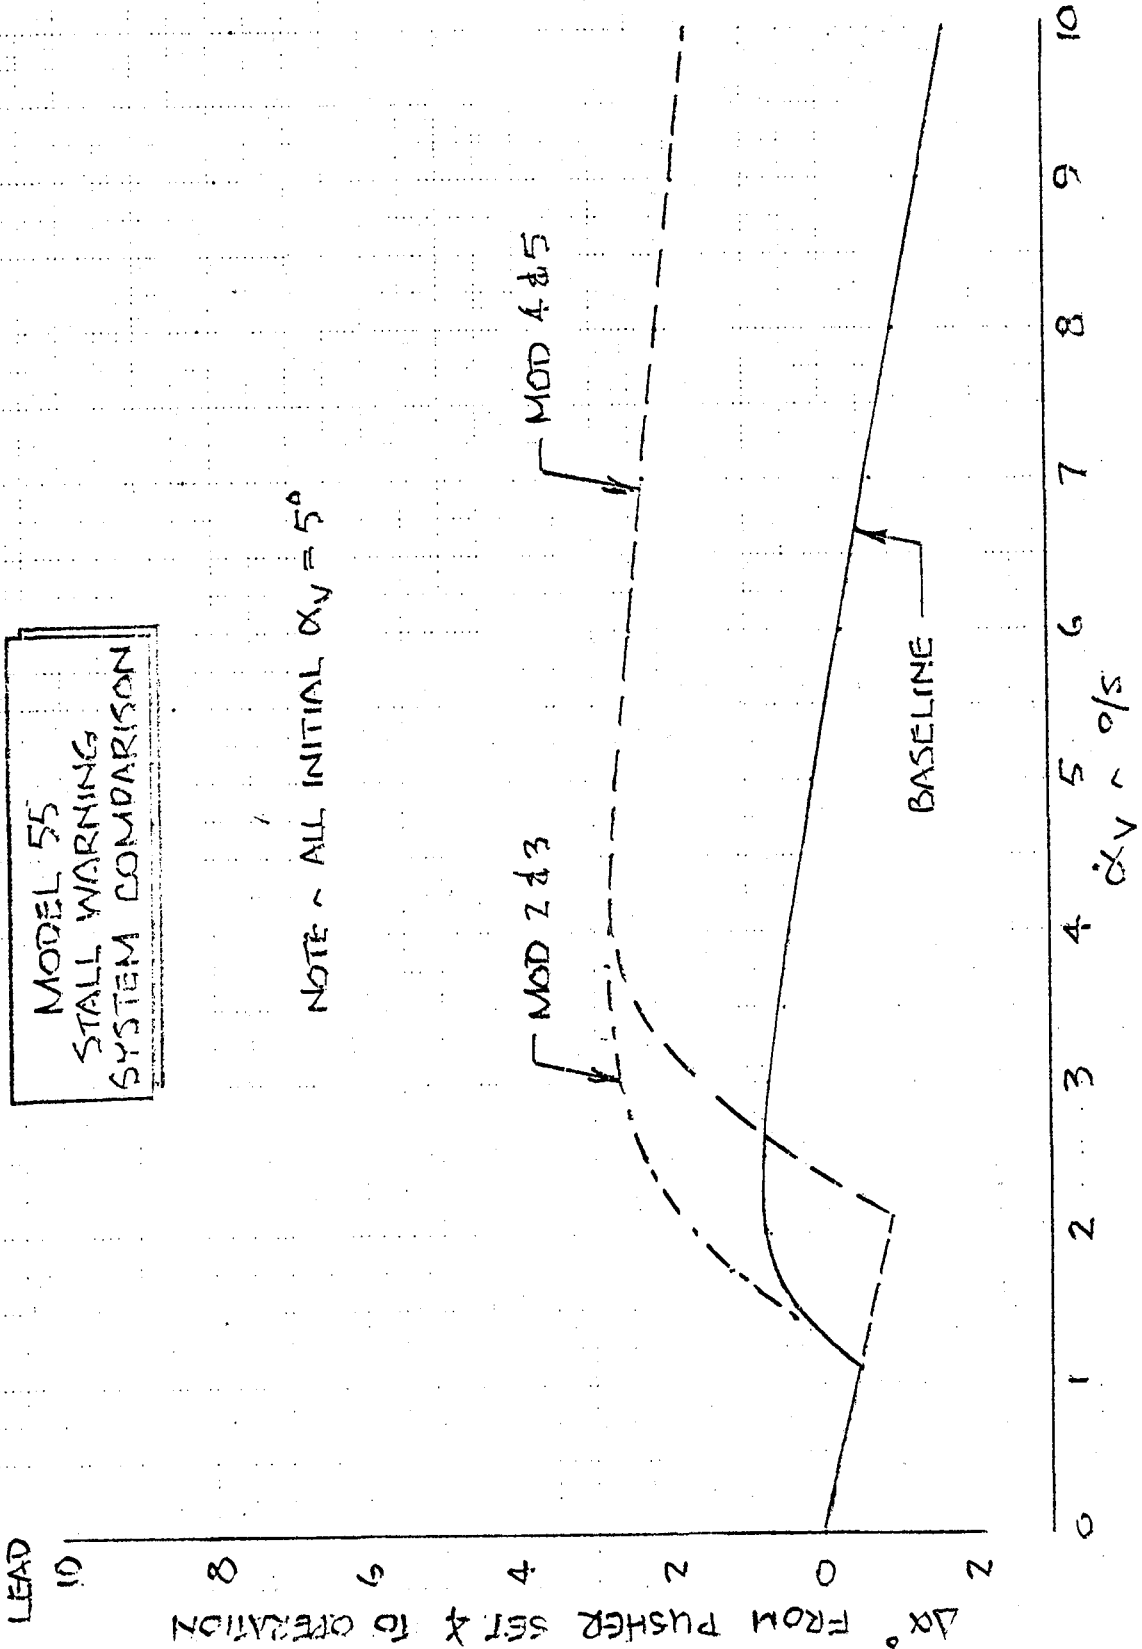 MODEL 55
STALL WARNING
SYSTEM COMPARISON
NOTE ~ ALL INITIAL αv = 5°
LEAD
10
8
6
4
2
0
2
Δα° FROM PUSHER SET ∡ TO OPERATION
MOD 2 & 3
MOD 4 & 5
BASELINE
0 1 2 3 4 5 6 7 8 9 10
α̇v ~ °/s